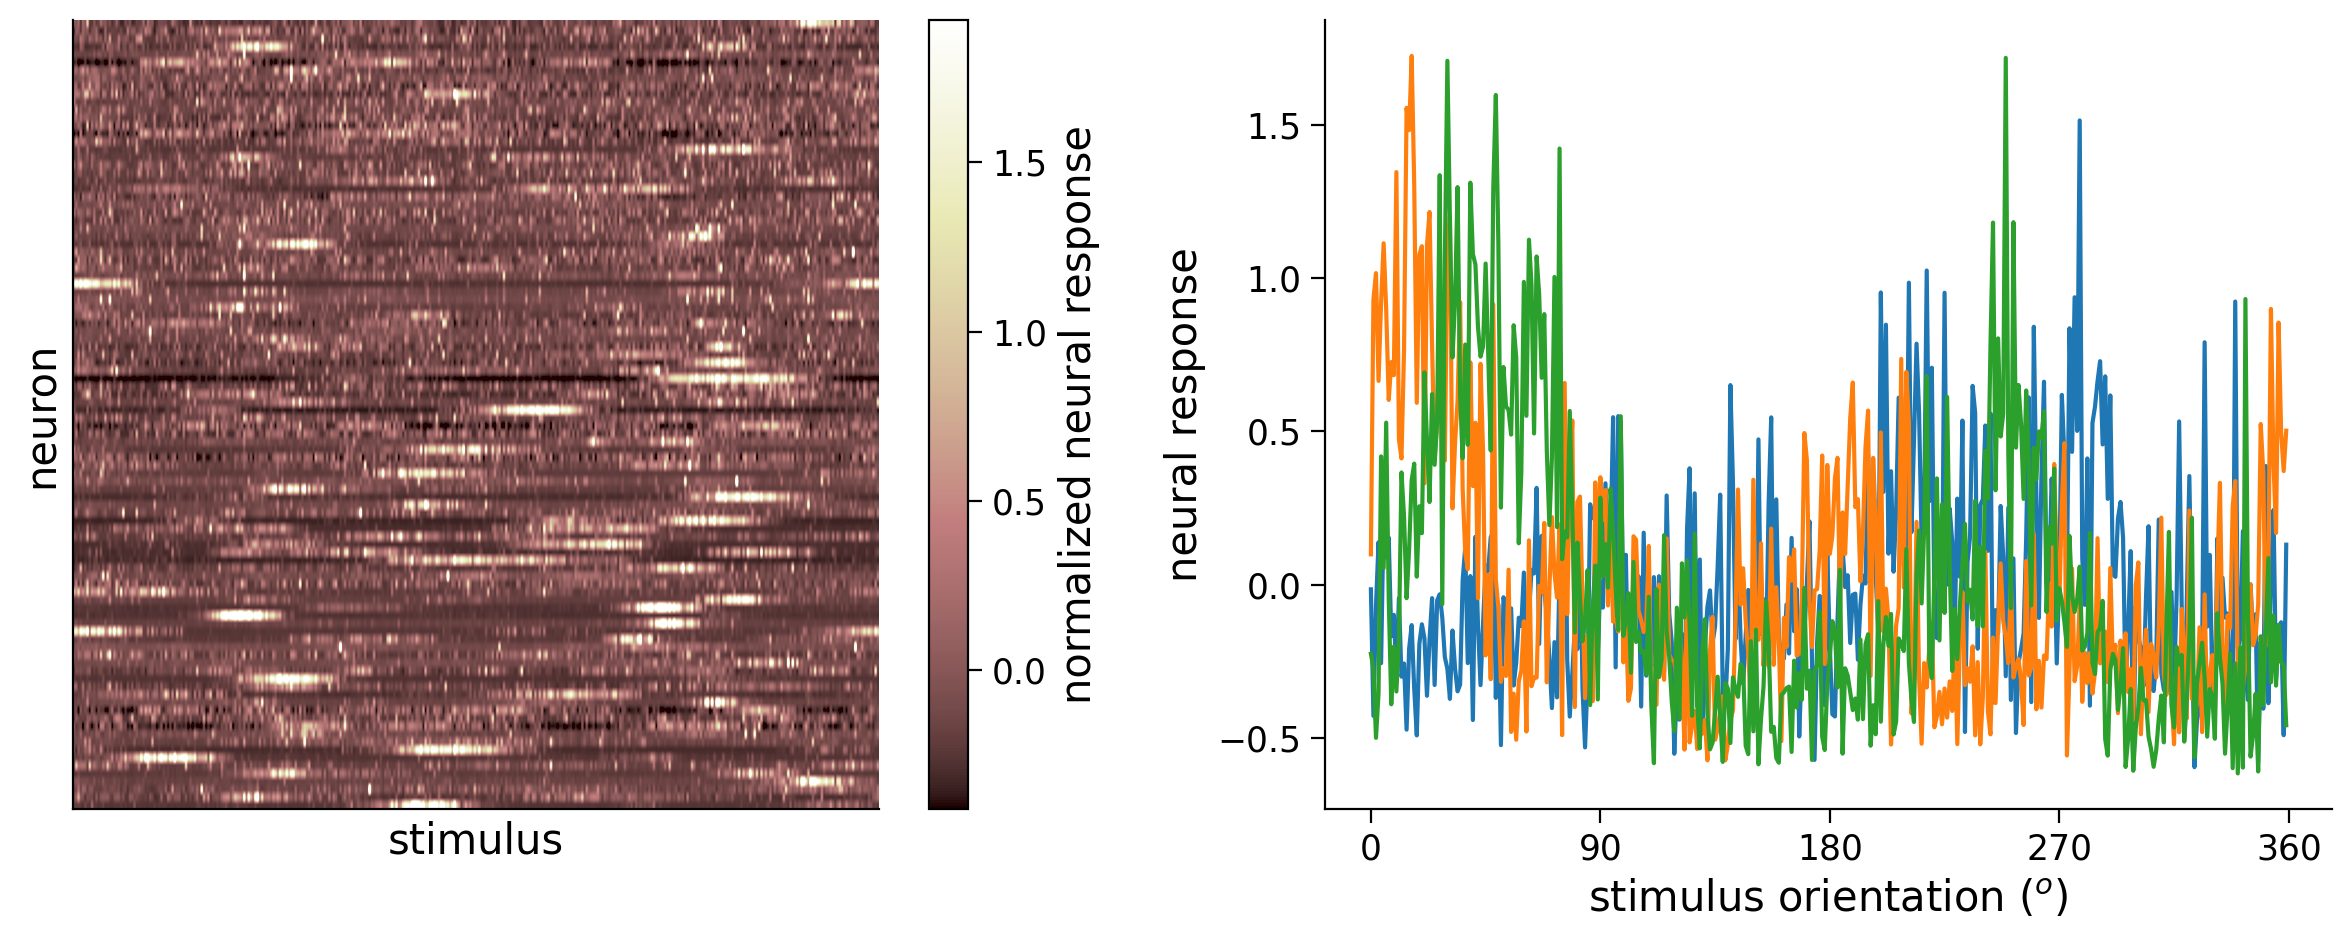 neuron
stimulus
1.5
1.0
0.5
0.0
normalized neural response
1.5
1.0
0.5
0.0
−0.5
neural response
0 90 180 270 360
stimulus orientation (°)